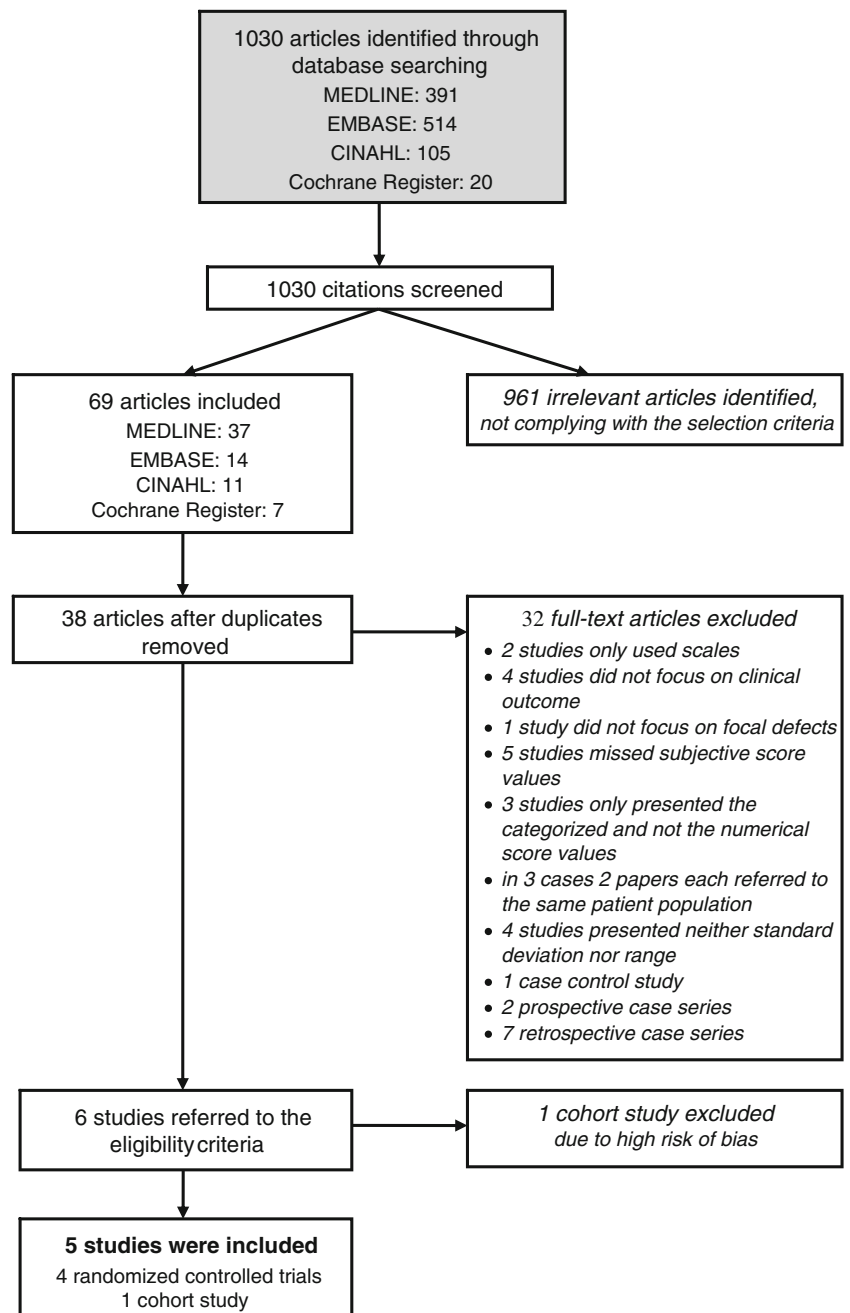 1030 articles identified through
database searching
MEDLINE: 391
EMBASE: 514
CINAHL: 105
Cochrane Register: 20
1030 citations screened
69 articles included
MEDLINE: 37
EMBASE: 14
CINAHL: 11
Cochrane Register: 7
961 irrelevant articles identified,
not complying with the selection criteria
38 articles after duplicates
removed
32 full-text articles excluded
• 2 studies only used scales
• 4 studies did not focus on clinical
outcome
• 1 study did not focus on focal defects
• 5 studies missed subjective score
values
• 3 studies only presented the
categorized and not the numerical
score values
• in 3 cases 2 papers each referred to
the same patient population
• 4 studies presented neither standard
deviation nor range
• 1 case control study
• 2 prospective case series
• 7 retrospective case series
6 studies referred to the
eligibility criteria
1 cohort study excluded
due to high risk of bias
5 studies were included
4 randomized controlled trials
1 cohort study